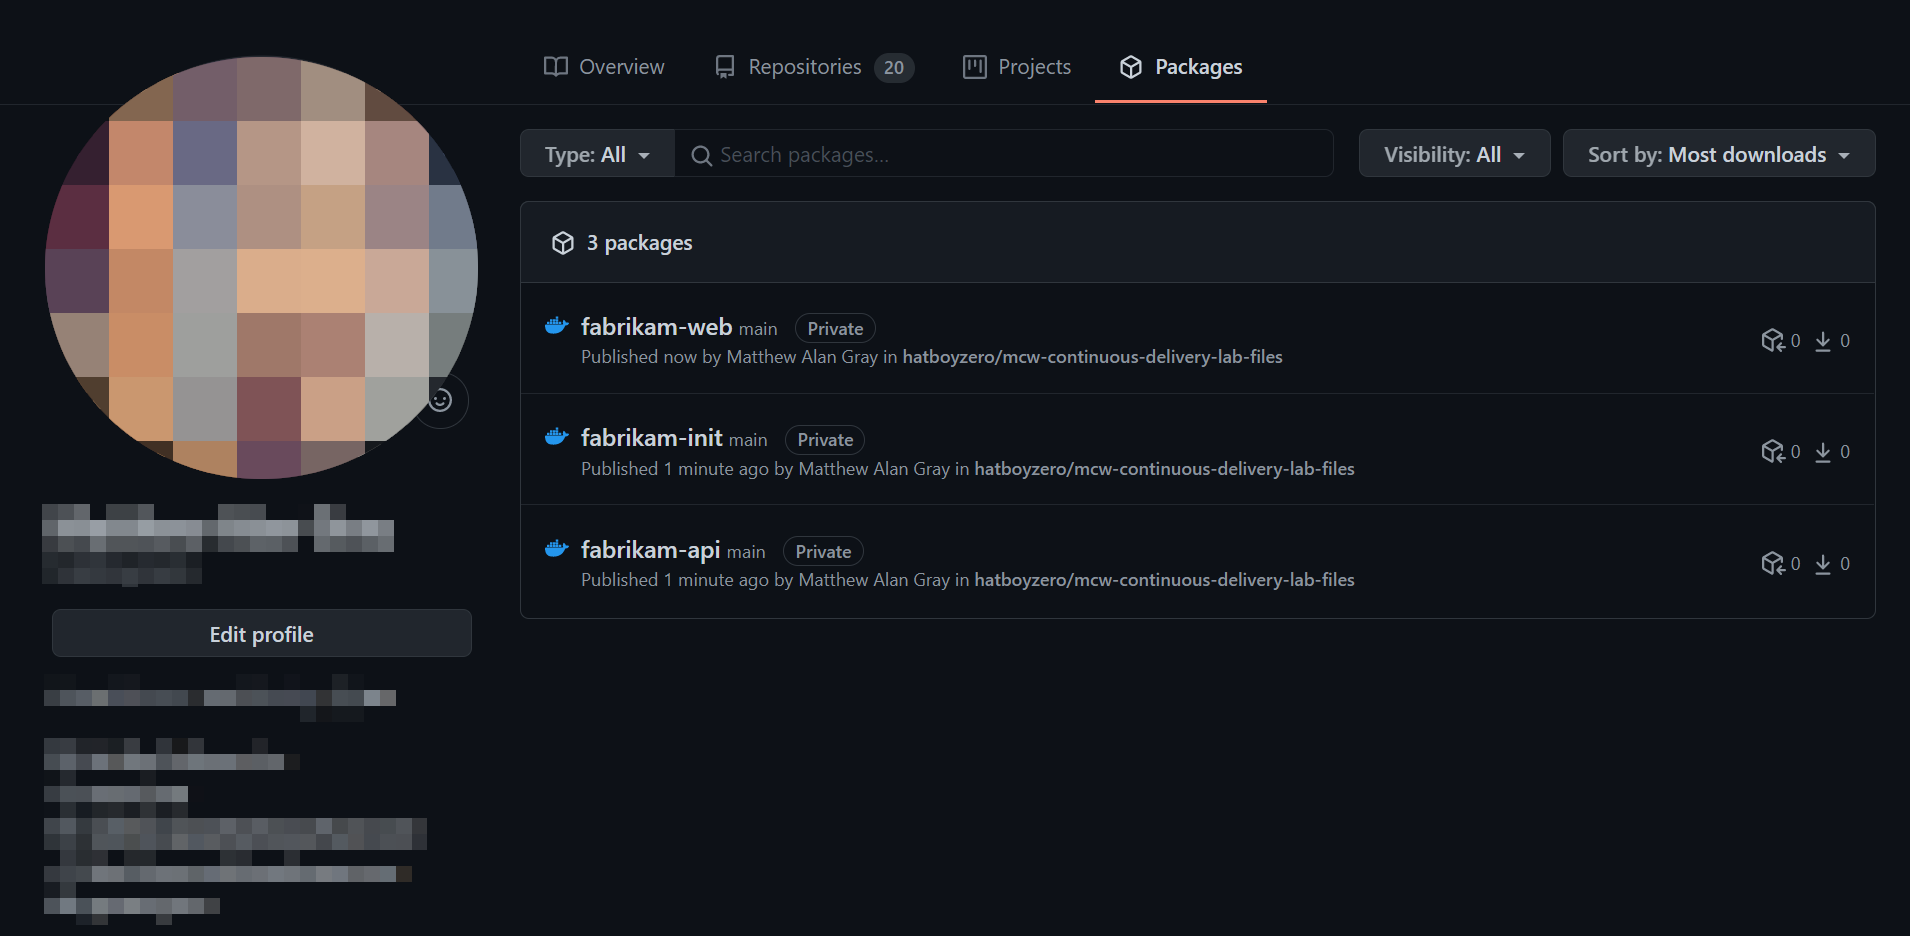 Overview Repositories 20 Projects Packages
Type: All Search packages... Visibility: All Sort by: Most downloads
3 packages
fabrikam-web main Private
Published now by Matthew Alan Gray in hatboyzero/mcw-continuous-delivery-lab-files
0 0
fabrikam-init main Private
Published 1 minute ago by Matthew Alan Gray in hatboyzero/mcw-continuous-delivery-lab-files
0 0
fabrikam-api main Private
Published 1 minute ago by Matthew Alan Gray in hatboyzero/mcw-continuous-delivery-lab-files
0 0
Edit profile